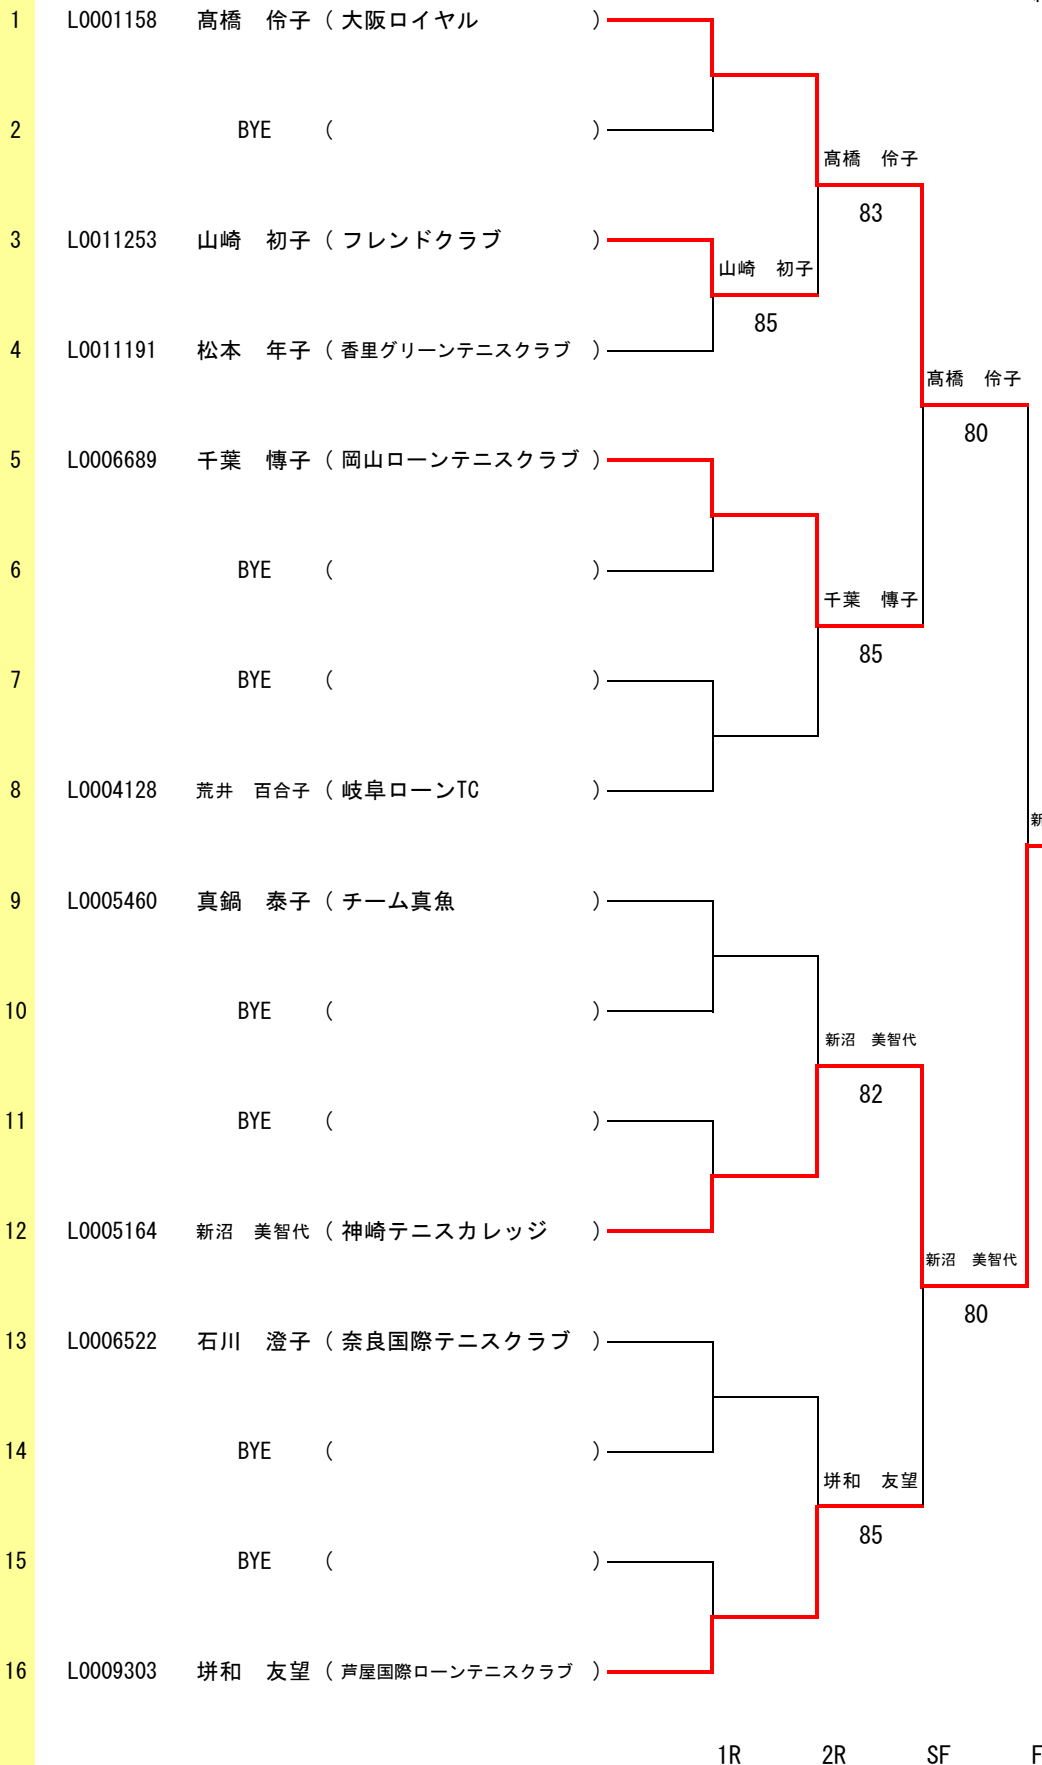 1 L0001158 髙橋 伶子 ( 大阪ロイヤル )
2 BYE ( )
髙橋 伶子
83
3 L0011253 山崎 初子 ( フレンドクラブ )
山崎 初子
85
4 L0011191 松本 年子 ( 香里グリーンテニスクラブ )
髙橋 伶子
80
5 L0006689 千葉 慱子 ( 岡山ローンテニスクラブ )
6 BYE ( )
千葉 慱子
85
7 BYE ( )
8 L0004128 荒井 百合子 ( 岐阜ローンTC )
新
9 L0005460 真鍋 泰子 ( チーム真魚 )
10 BYE ( )
新沼 美智代
82
11 BYE ( )
12 L0005164 新沼 美智代 ( 神崎テニスカレッジ )
新沼 美智代
80
13 L0006522 石川 澄子 ( 奈良国際テニスクラブ )
14 BYE ( )
垪和 友望
85
15 BYE ( )
16 L0009303 垪和 友望 ( 芦屋国際ローンテニスクラブ )
1R 2R SF F